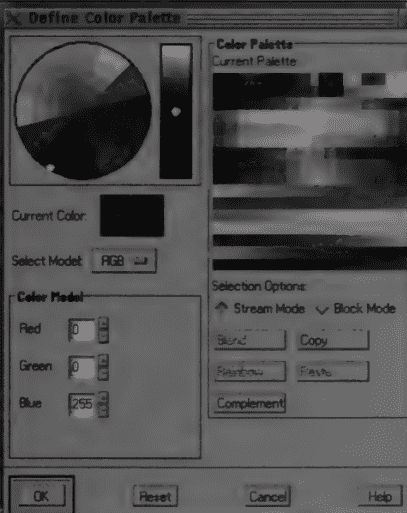 Define Color Palette
Color Palette
Current Palette:
Current Color:
Select Model: RGB
Color Model
Red 0
Green 0
Blue 255
Selection Options:
Stream Mode Block Mode
Blend Copy
Rainbow Paste
Complement
OK Reset Cancel Help